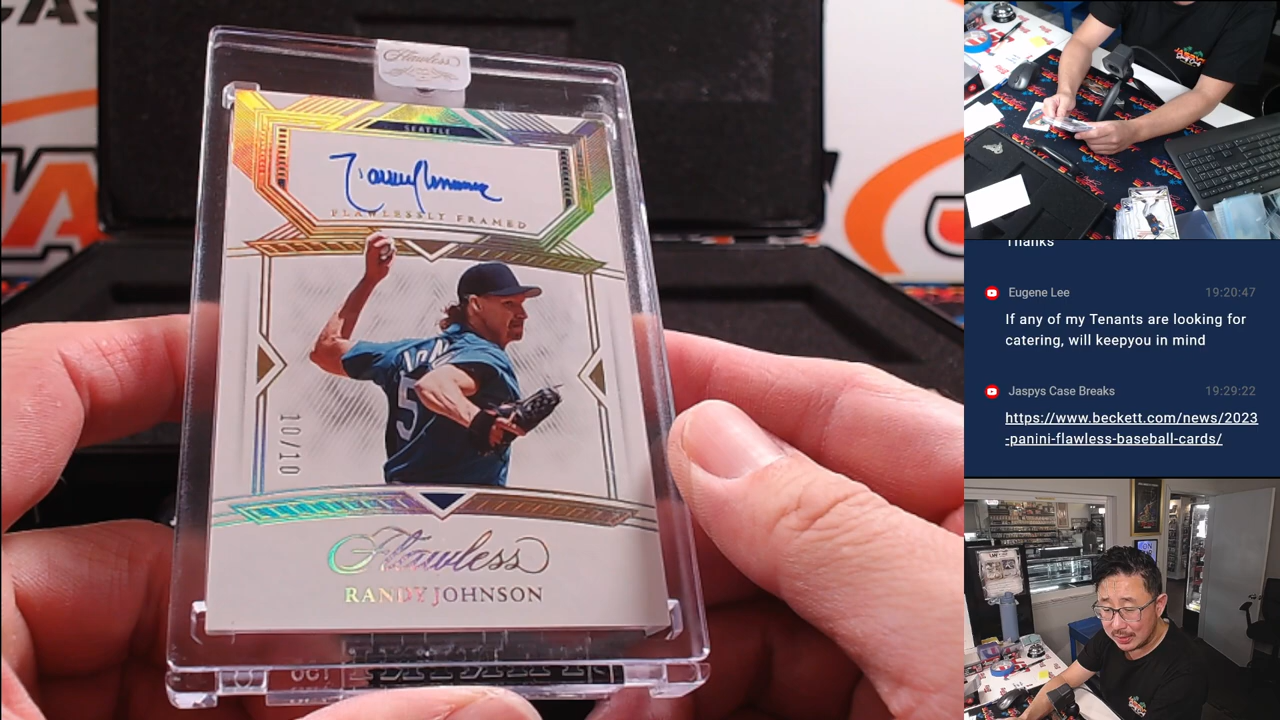 Flawless
SEATTLE
FLAWLESSLY FRAMED
10/10
Flawless
RANDY JOHNSON
Thanks
Eugene Lee 19:20:47
If any of my Tenants are looking for
catering, will keepyou in mind
Jaspys Case Breaks 19:29:22
https://www.beckett.com/news/2023
-panini-flawless-baseball-cards/